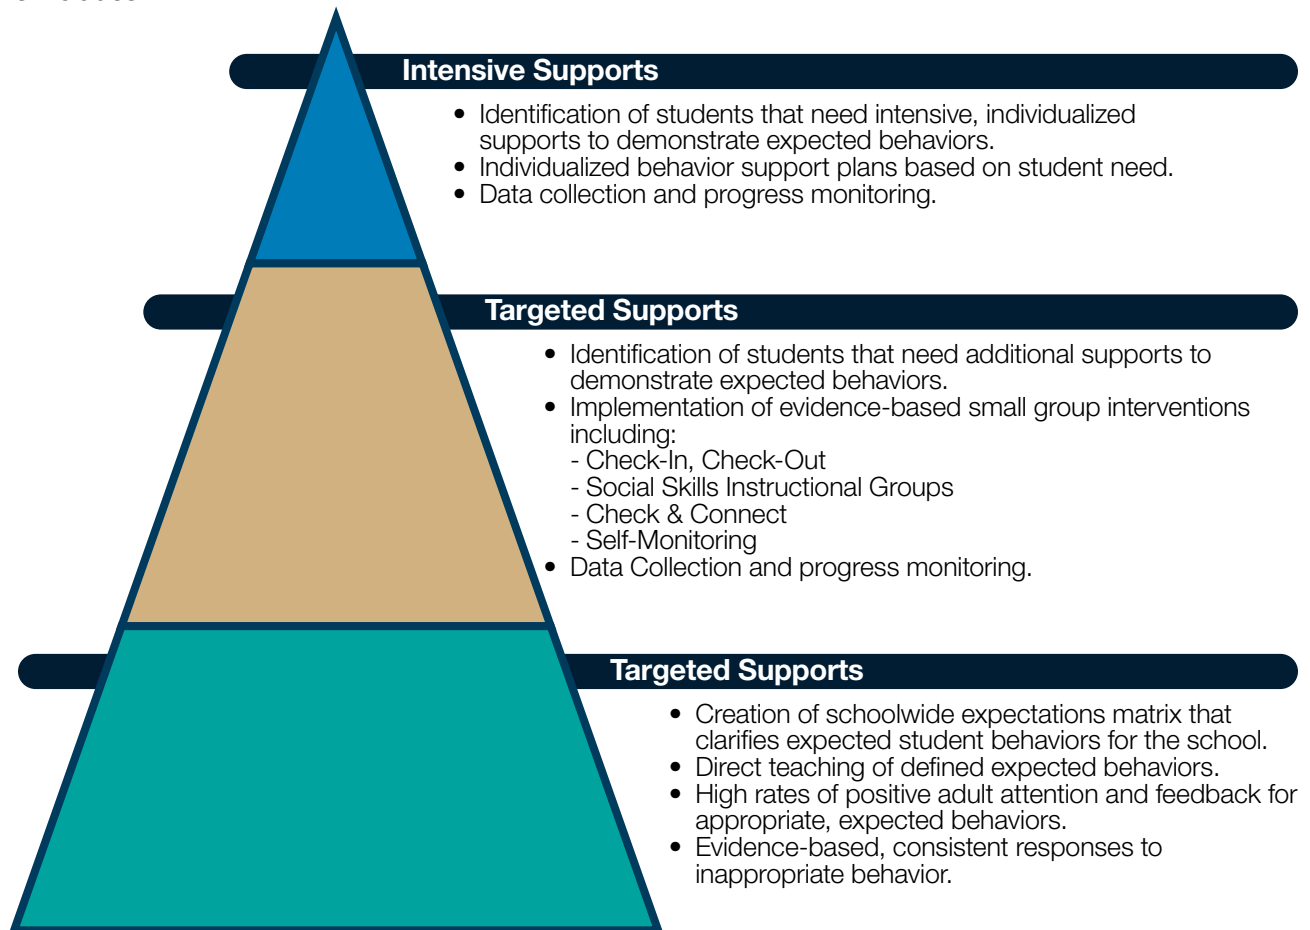 Intensive Supports
• Identification of students that need intensive, individualized
supports to demonstrate expected behaviors.
• Individualized behavior support plans based on student need.
• Data collection and progress monitoring.
Targeted Supports
• Identification of students that need additional supports to
demonstrate expected behaviors.
• Implementation of evidence-based small group interventions
including:
- Check-In, Check-Out
- Social Skills Instructional Groups
- Check & Connect
- Self-Monitoring
• Data Collection and progress monitoring.
Targeted Supports
• Creation of schoolwide expectations matrix that
clarifies expected student behaviors for the school.
• Direct teaching of defined expected behaviors.
• High rates of positive adult attention and feedback for
appropriate, expected behaviors.
• Evidence-based, consistent responses to
inappropriate behavior.